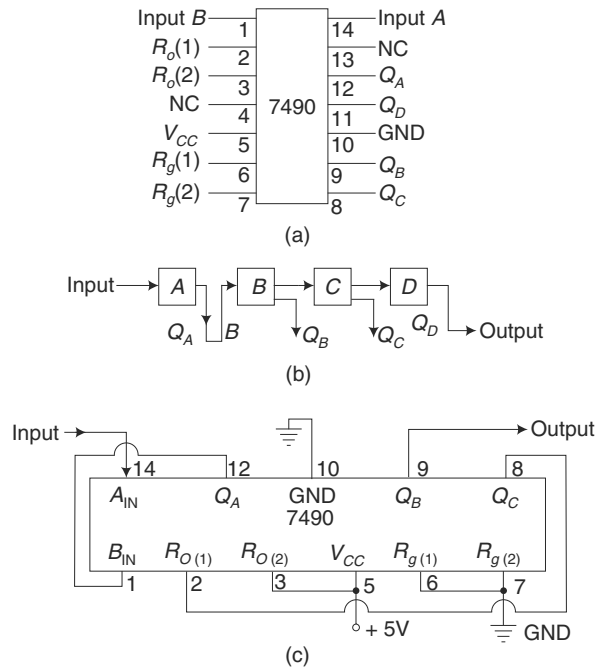 Input B Input A
1 14
R_o(1) NC
2 13
R_o(2) Q_A
3 12
NC 7490 Q_D
4 11
V_CC GND
5 10
R_g(1) Q_B
6 9
R_g(2) Q_C
7 8
(a)
Input A B C D
Q_A B Q_B Q_C Q_D Output
(b)
Input Output
14 12 10 9 8
A_IN Q_A GND Q_B Q_C
7490
B_IN R_O (1) R_O (2) V_CC R_g(1) R_g(2)
1 2 3 5 6 7
+ 5V GND
(c)